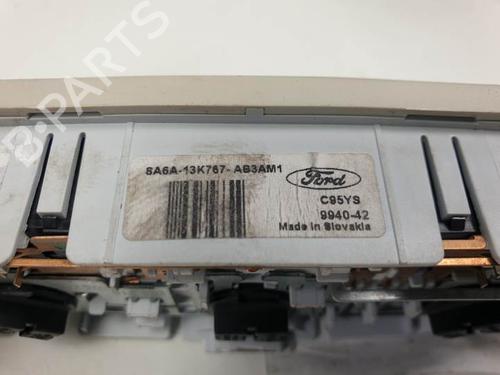 8A6A-13K767-AB3AM1
Ford
C95YS
9940-42
Made in Slovakia
B-PARTS